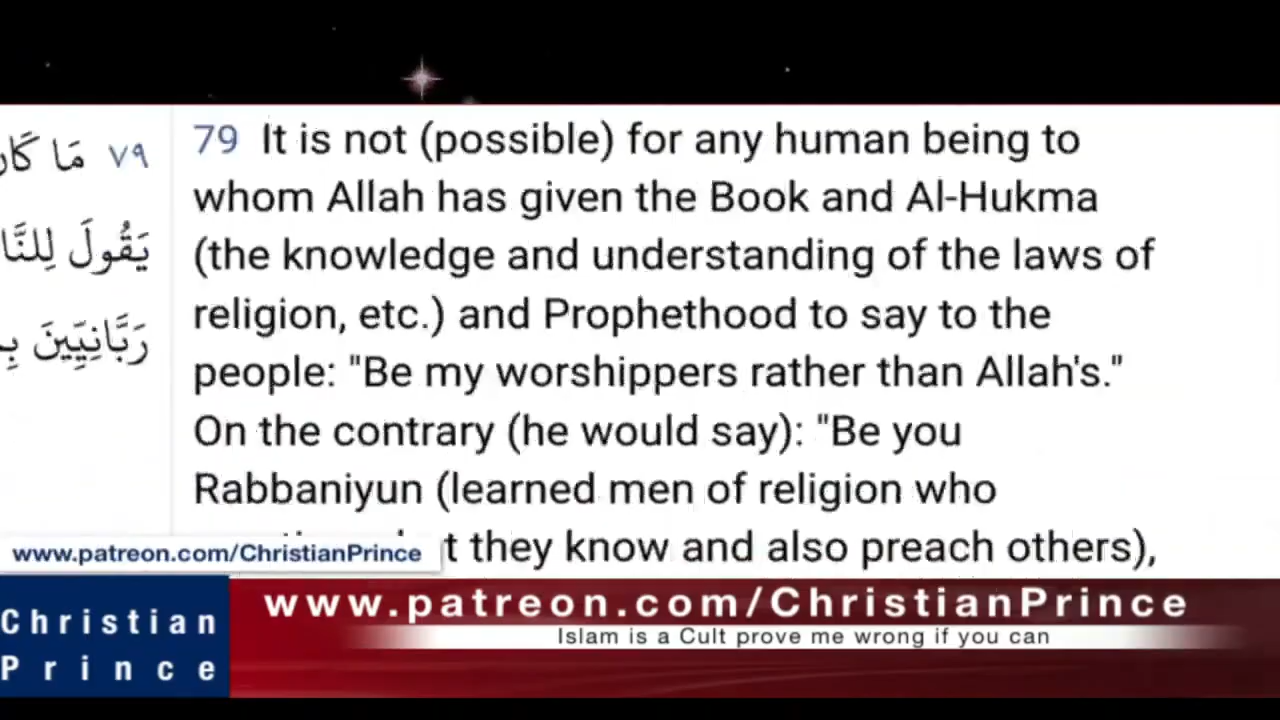 79 It is not (possible) for any human being to
whom Allah has given the Book and Al-Hukma
(the knowledge and understanding of the laws of
religion, etc.) and Prophethood to say to the
people: "Be my worshippers rather than Allah's."
On the contrary (he would say): "Be you
Rabbaniyun (learned men of religion who
they know and also preach others),
٧٩ مَا
يَقُولَ لِلنَّا
رَبَّانِيِّينَ
www.patreon.com/ChristianPrince
www.patreon.com/ChristianPrince
Islam is a Cult prove me wrong if you can
Christian
Prince